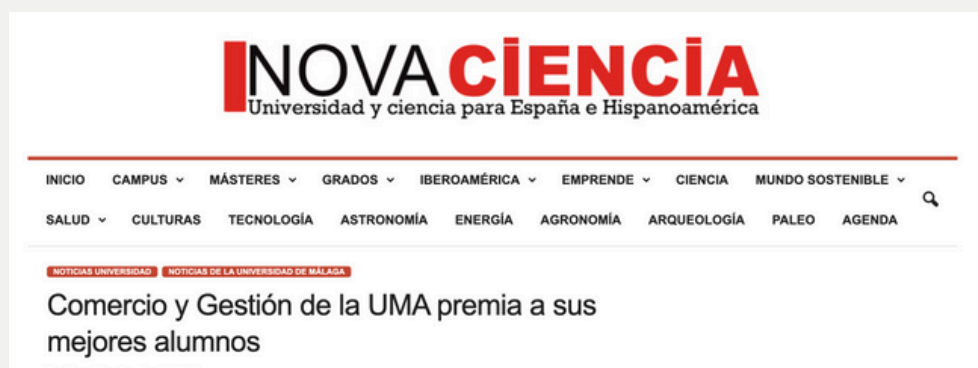 NOVA CIENCIA
Universidad y ciencia para España e Hispanoamérica
INICIO CAMPUS MÁSTERES GRADOS IBEROAMÉRICA EMPRENDE CIENCIA MUNDO SOSTENIBLE
SALUD CULTURAS TECNOLOGÍA ASTRONOMÍA ENERGÍA AGRONOMÍA ARQUEOLOGÍA PALEO AGENDA
NOTICIAS UNIVERSIDAD NOTICIAS DE LA UNIVERSIDAD DE MÁLAGA
Comercio y Gestión de la UMA premia a sus
mejores alumnos